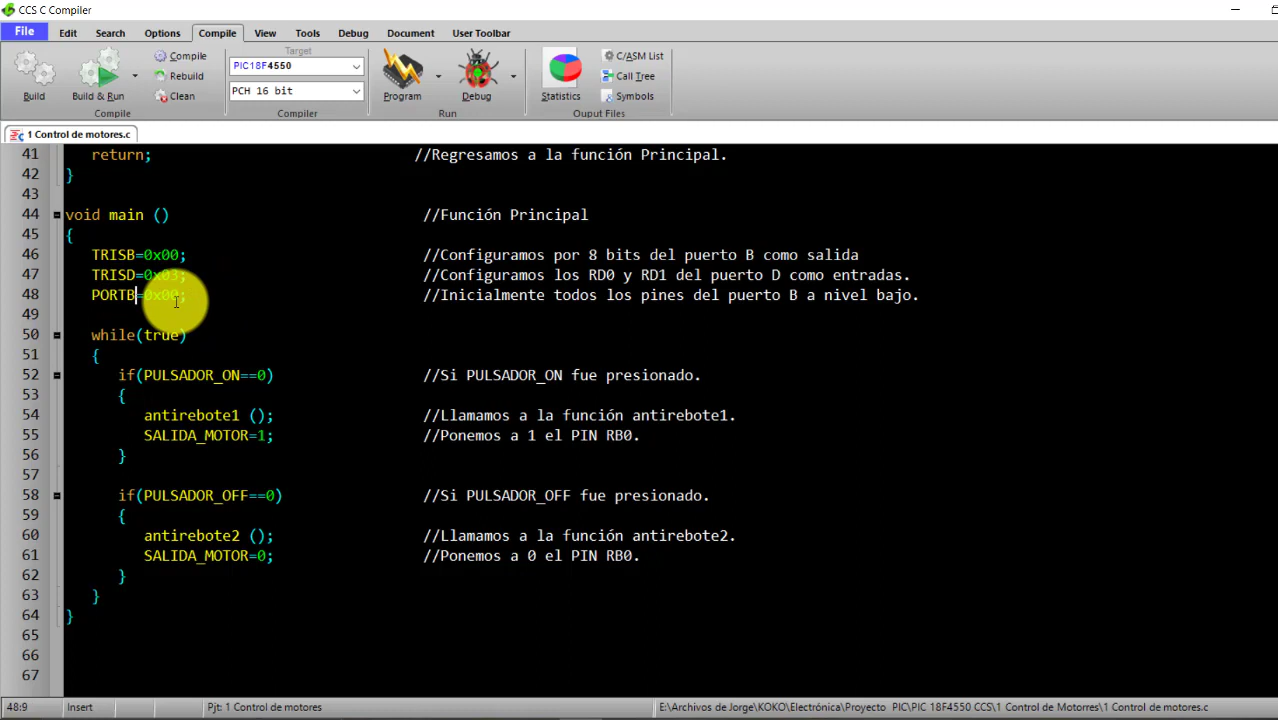 CCS C Compiler
File Edit Search Options Compile View Tools Debug Document User Toolbar
Compile Target C/ASM List
PIC18F4550
Rebuild Call Tree
PCH 16 bit
Build Build & Run Clean Program Debug Statistics Symbols
Compile Compiler Run Ouput Files
1 Control de motores.c
41 return; //Regresamos a la función Principal.
42 }
43
44 void main () //Función Principal
45 {
46 TRISB=0x00; //Configuramos por 8 bits del puerto B como salida
47 TRISD=0x03; //Configuramos los RD0 y RD1 del puerto D como entradas.
48 PORTB=0x00; //Inicialmente todos los pines del puerto B a nivel bajo.
49
50 while(true)
51 {
52 if(PULSADOR_ON==0) //Si PULSADOR_ON fue presionado.
53 {
54 antirebote1 (); //Llamamos a la función antirebote1.
55 SALIDA_MOTOR=1; //Ponemos a 1 el PIN RB0.
56 }
57
58 if(PULSADOR_OFF==0) //Si PULSADOR_OFF fue presionado.
59 {
60 antirebote2 (); //Llamamos a la función antirebote2.
61 SALIDA_MOTOR=0; //Ponemos a 0 el PIN RB0.
62 }
63 }
64 }
65
66
67
48:9 Insert Pjt: 1 Control de motores E:\Archivos de Jorge\KOKO\Electrónica\Proyecto PIC\PIC 18F4550 CCS\1 Control de Motorres\1 Control de motores.c